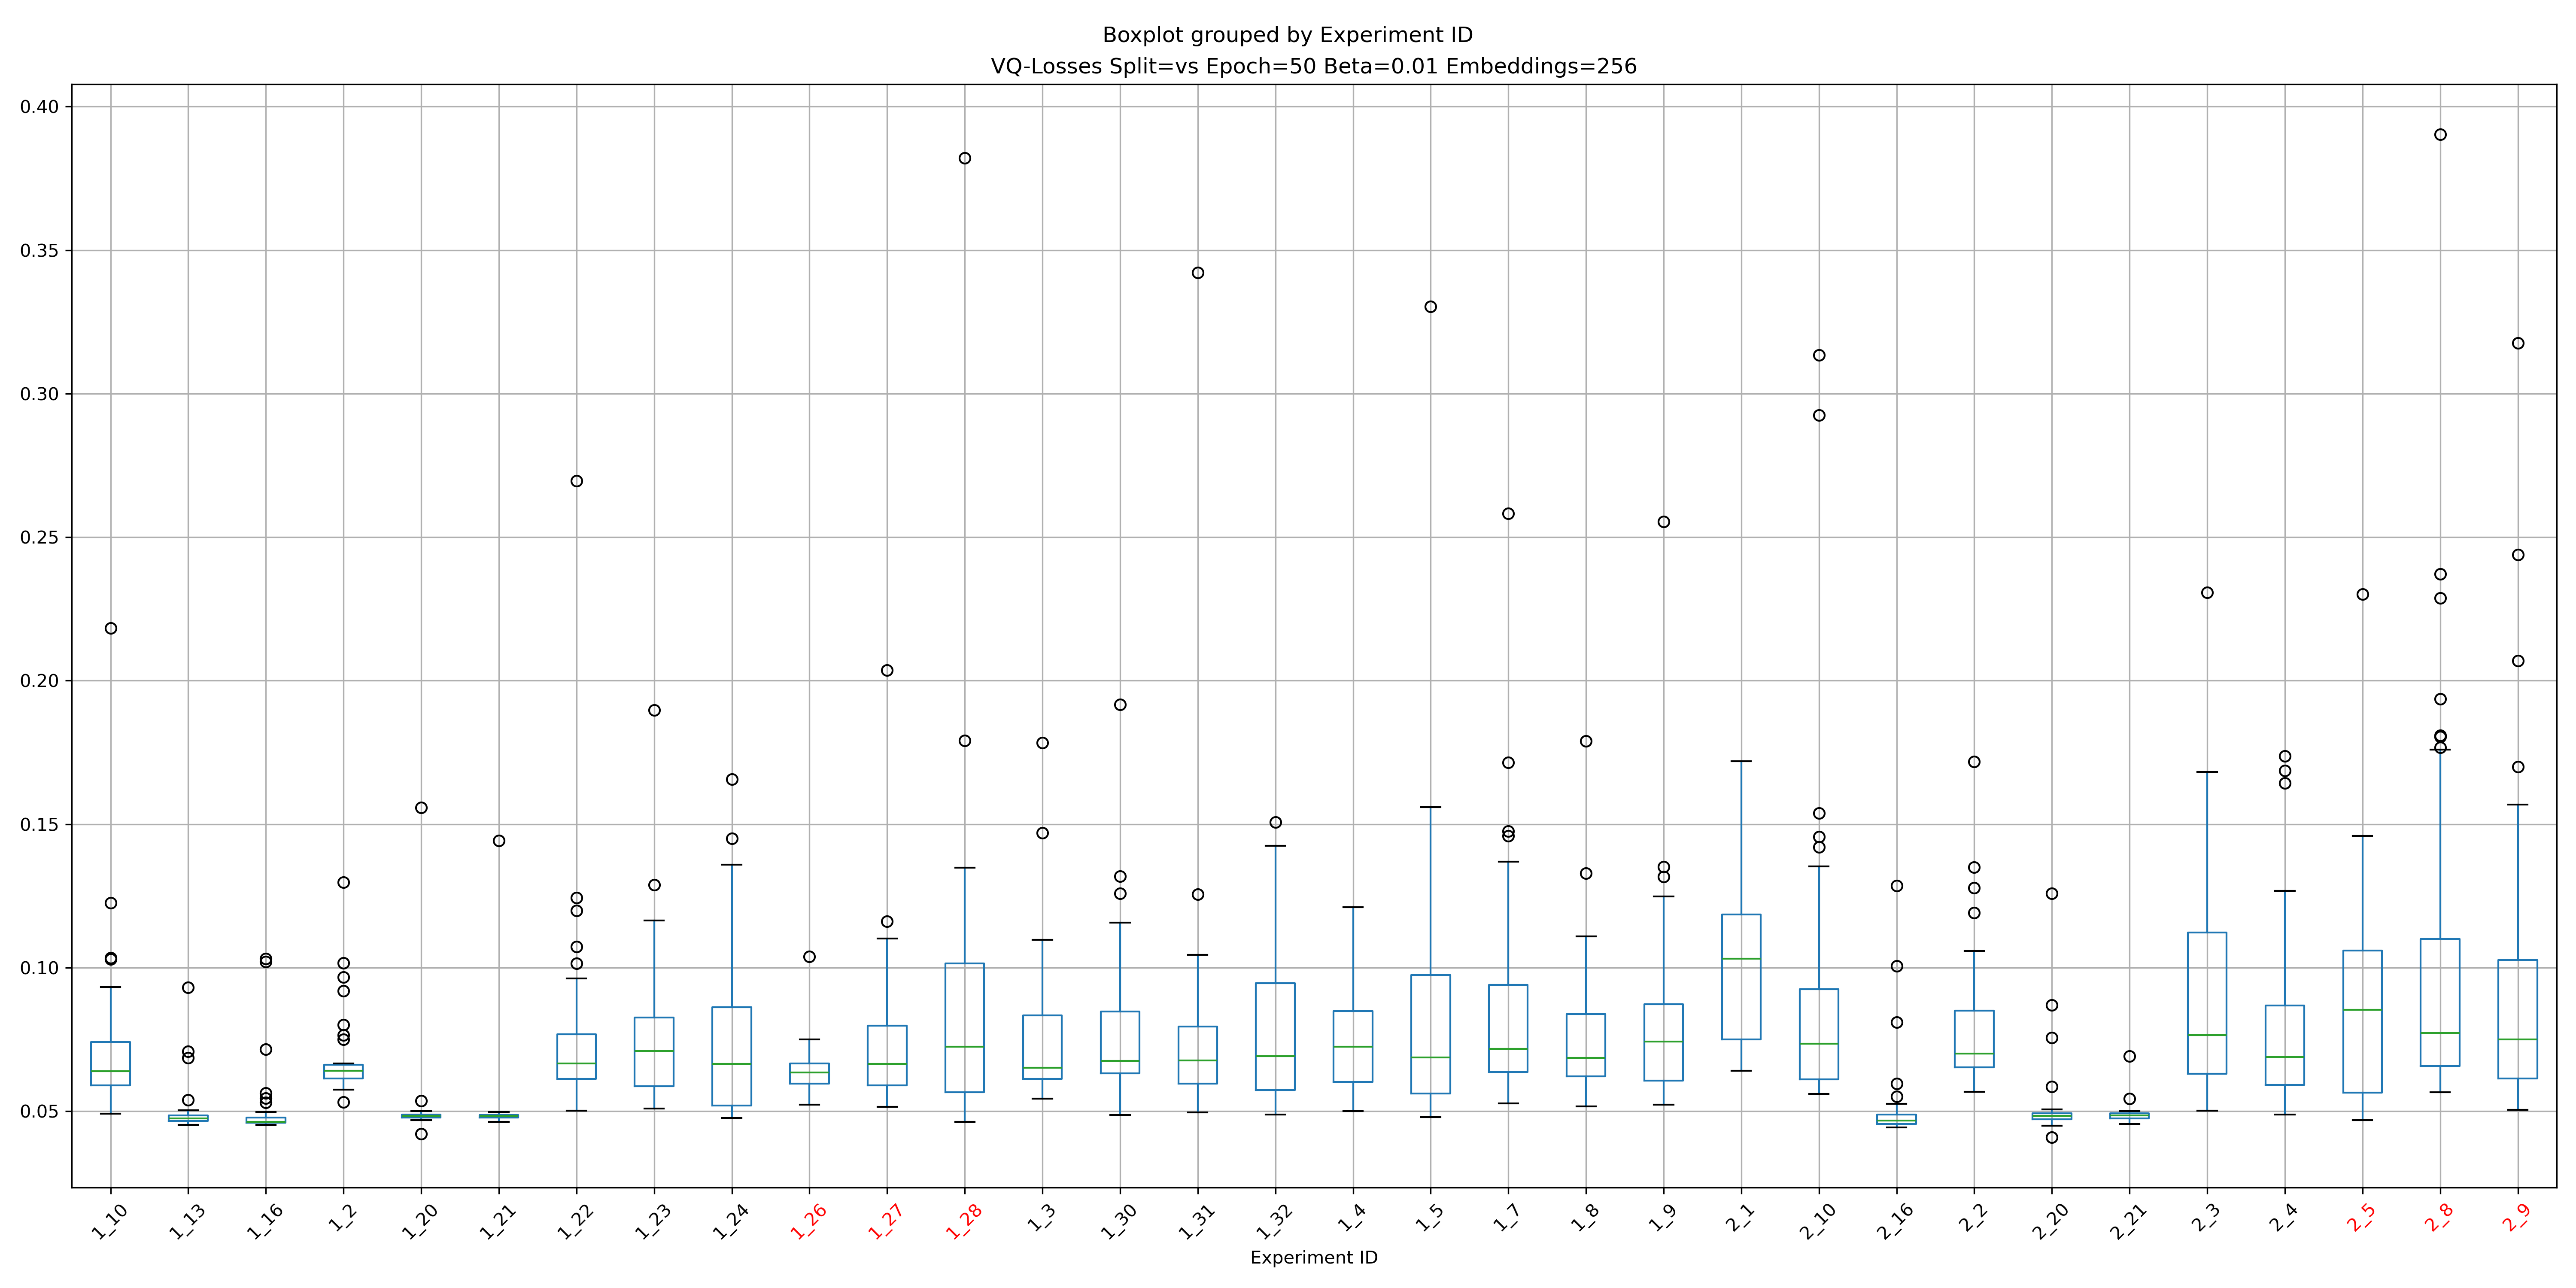 Boxplot grouped by Experiment ID
VQ-Losses Split=vs Epoch=50 Beta=0.01 Embeddings=256
0.40
0.35
0.30
0.25
0.20
0.15
0.10
0.05
1_10 1_13 1_16 1_2 1_20 1_21 1_22 1_23 1_24 1_26 1_27 1_28 1_3 1_30 1_31 1_32 1_4 1_5 1_7 1_8 1_9 2_1 2_10 2_16 2_2 2_20 2_21 2_3 2_4 2_5 2_8 2_9
Experiment ID